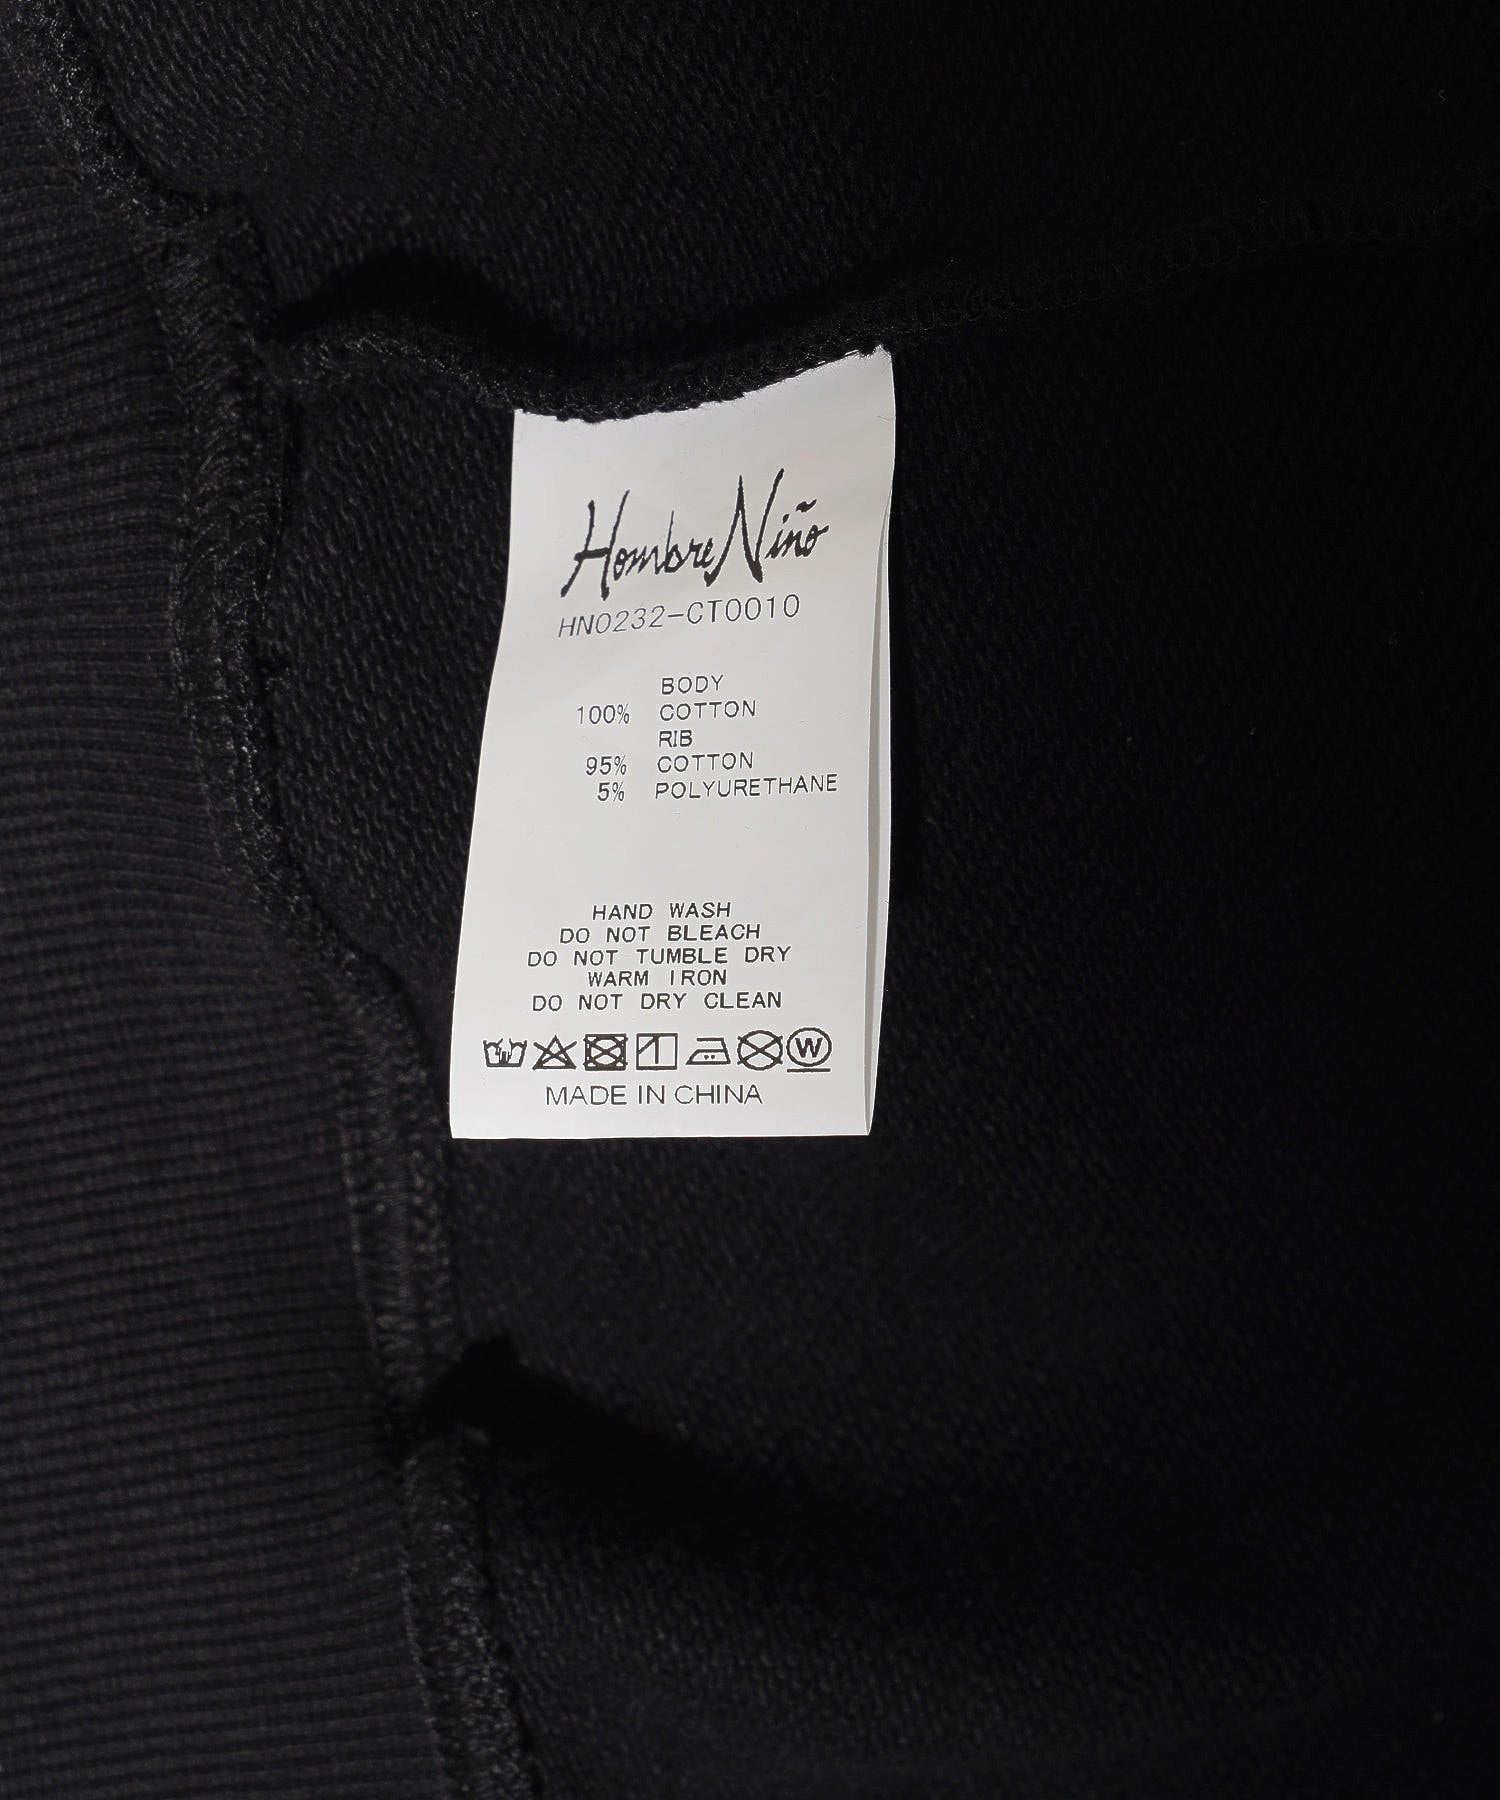 Hombre Niño
HN0232-CT0010
BODY
100% COTTON
RIB
95% COTTON
5% POLYURETHANE
HAND WASH
DO NOT BLEACH
DO NOT TUMBLE DRY
WARM IRON
DO NOT DRY CLEAN
W
MADE IN CHINA